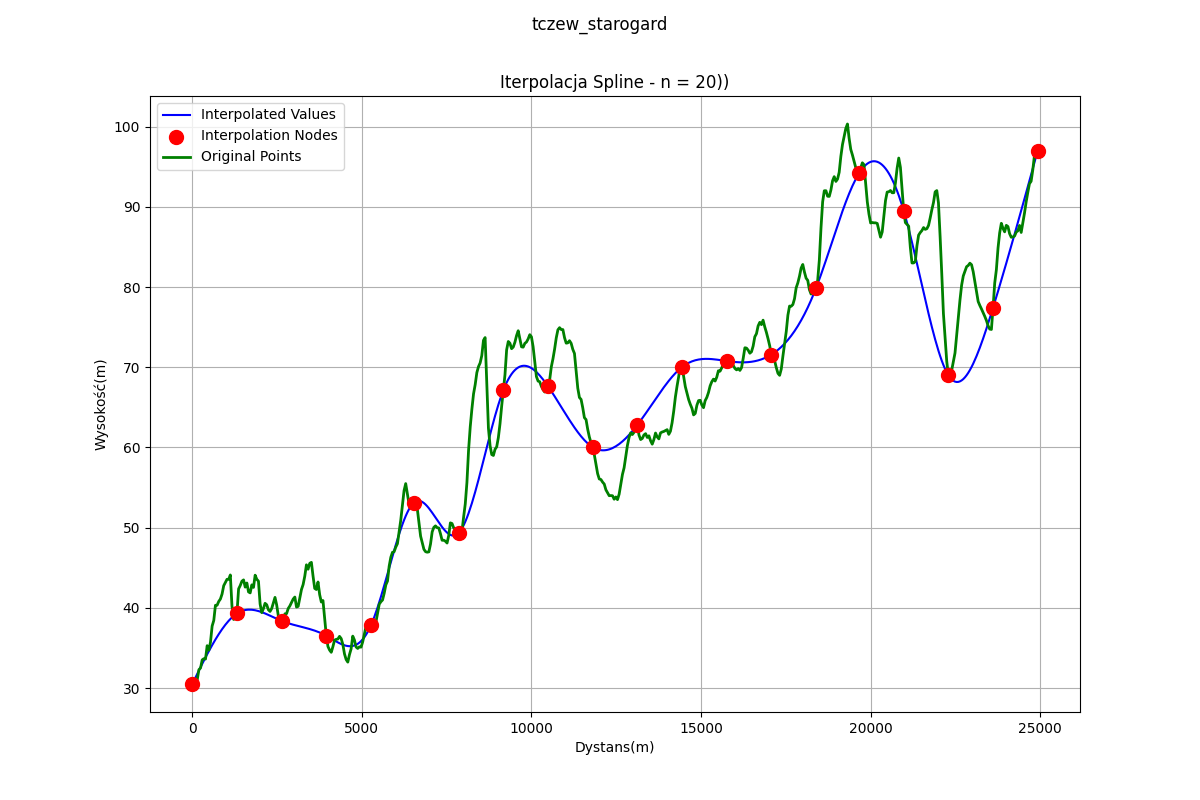 tczew_starogard
Iterpolacja Spline - n = 20))
Interpolated Values
Interpolation Nodes
Original Points
100
90
80
70
60
50
40
30
Wysokość(m)
0
5000
10000
15000
20000
25000
Dystans(m)